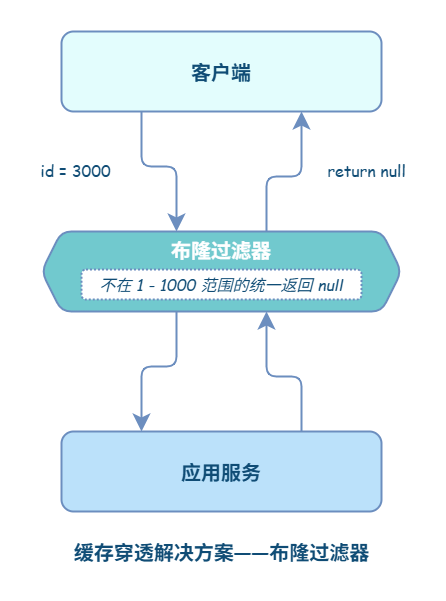 客户端
id = 3000
return null
布隆过滤器
不在 1 - 1000 范围的统一返回 null
应用服务
缓存穿透解决方案——布隆过滤器